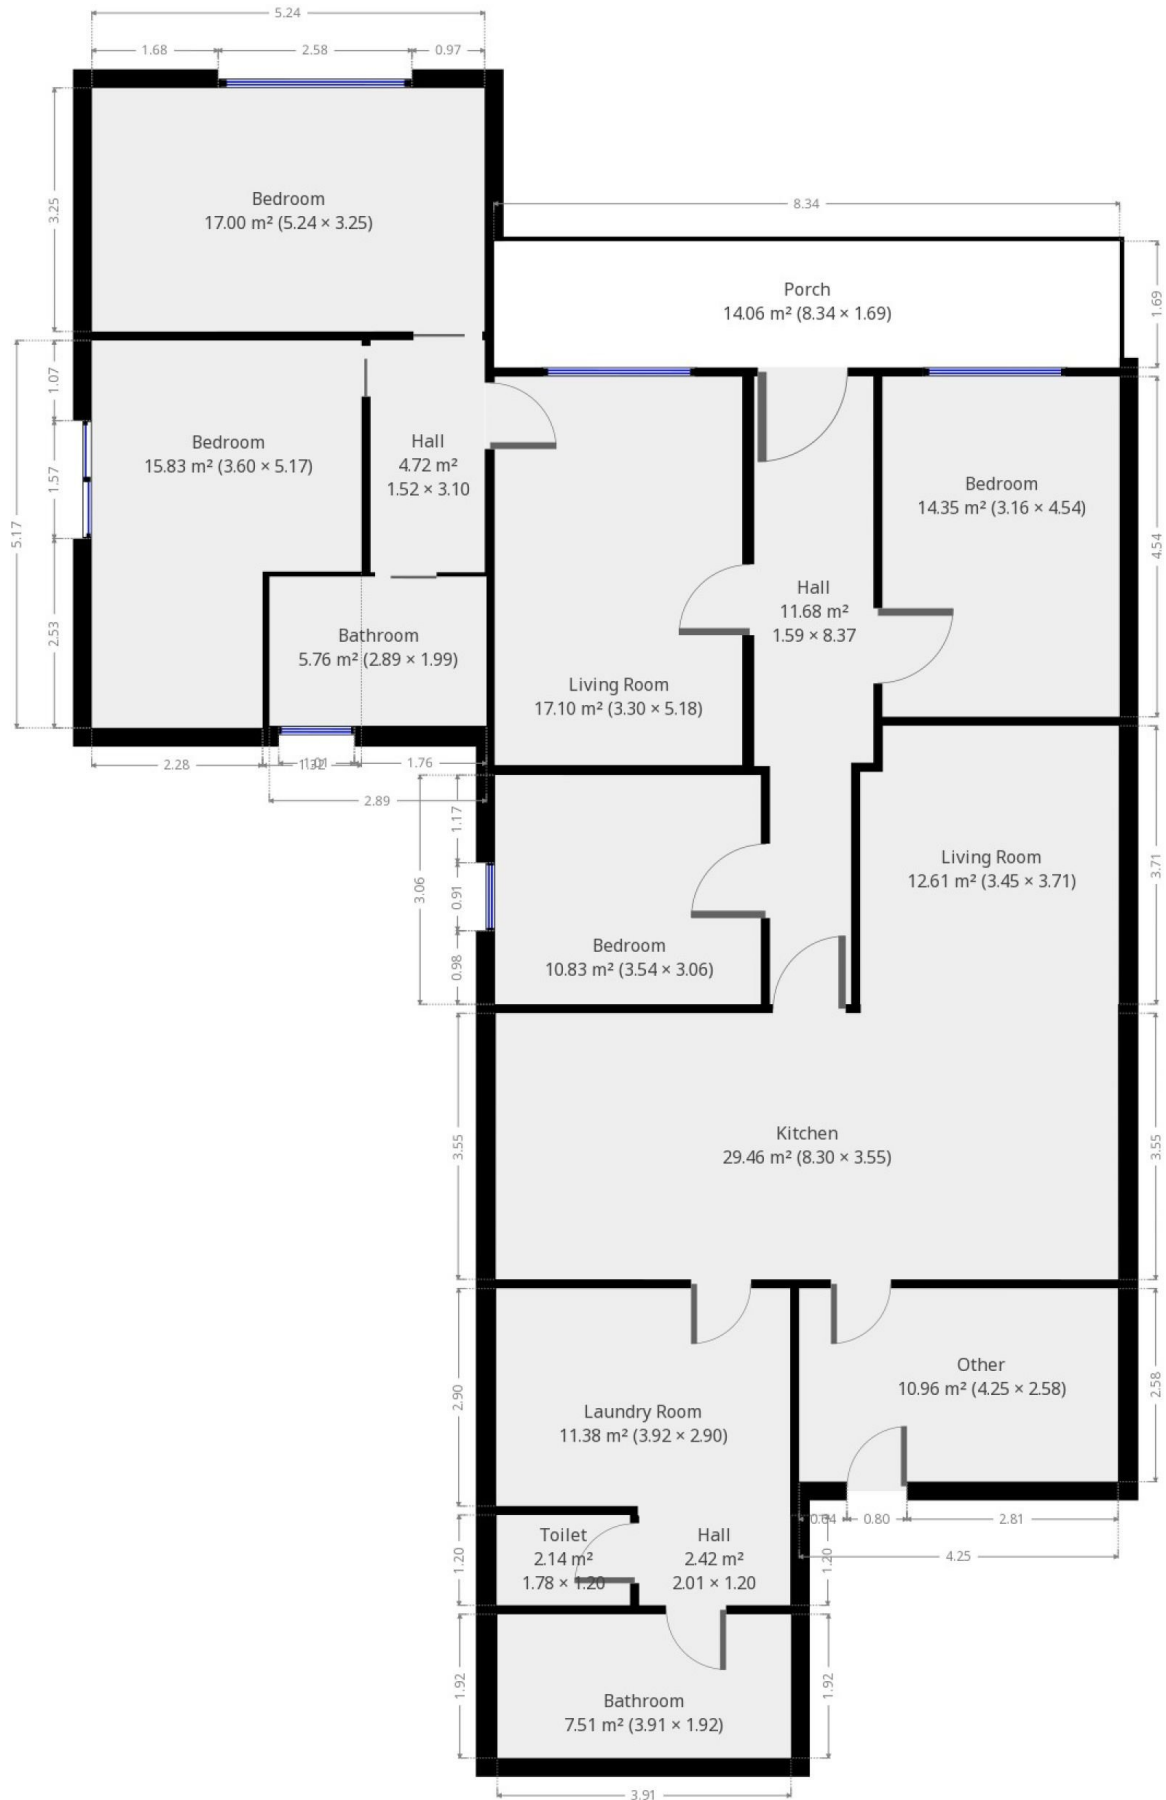 5.24
1.68
2.58
0.97
3.25
Bedroom
17.00 m² (5.24 × 3.25)
8.34
Porch
14.06 m² (8.34 × 1.69)
1.69
5.17
1.07
1.57
2.53
Bedroom
15.83 m² (3.60 × 5.17)
Hall
4.72 m²
1.52 × 3.10
Bedroom
14.35 m² (3.16 × 4.54)
4.54
Hall
11.68 m²
1.59 × 8.37
Bathroom
5.76 m² (2.89 × 1.99)
Living Room
17.10 m² (3.30 × 5.18)
2.28
1.76
2.89
3.06
1.17
0.91
0.98
Living Room
12.61 m² (3.45 × 3.71)
3.71
Bedroom
10.83 m² (3.54 × 3.06)
3.55
Kitchen
29.46 m² (8.30 × 3.55)
3.55
2.90
Laundry Room
11.38 m² (3.92 × 2.90)
Other
10.96 m² (4.25 × 2.58)
2.58
0.64
0.80
2.81
4.25
1.20
Toilet
2.14 m²
1.78 × 1.20
Hall
2.42 m²
2.01 × 1.20
1.20
1.92
Bathroom
7.51 m² (3.91 × 1.92)
1.92
3.91